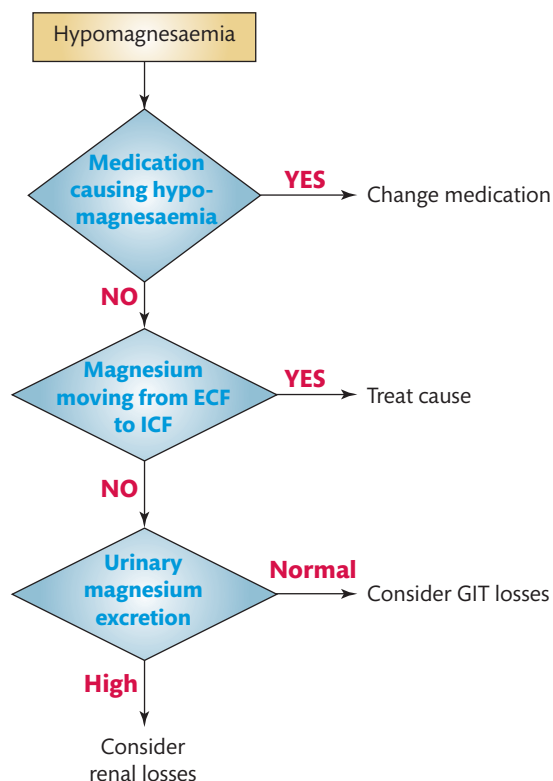 Hypomagnesaemia
Medication
causing hypo-
magnesaemia
YES
Change medication
NO
Magnesium
moving from ECF
to ICF
YES
Treat cause
NO
Urinary
magnesium
excretion
Normal
Consider GIT losses
High
Consider
renal losses